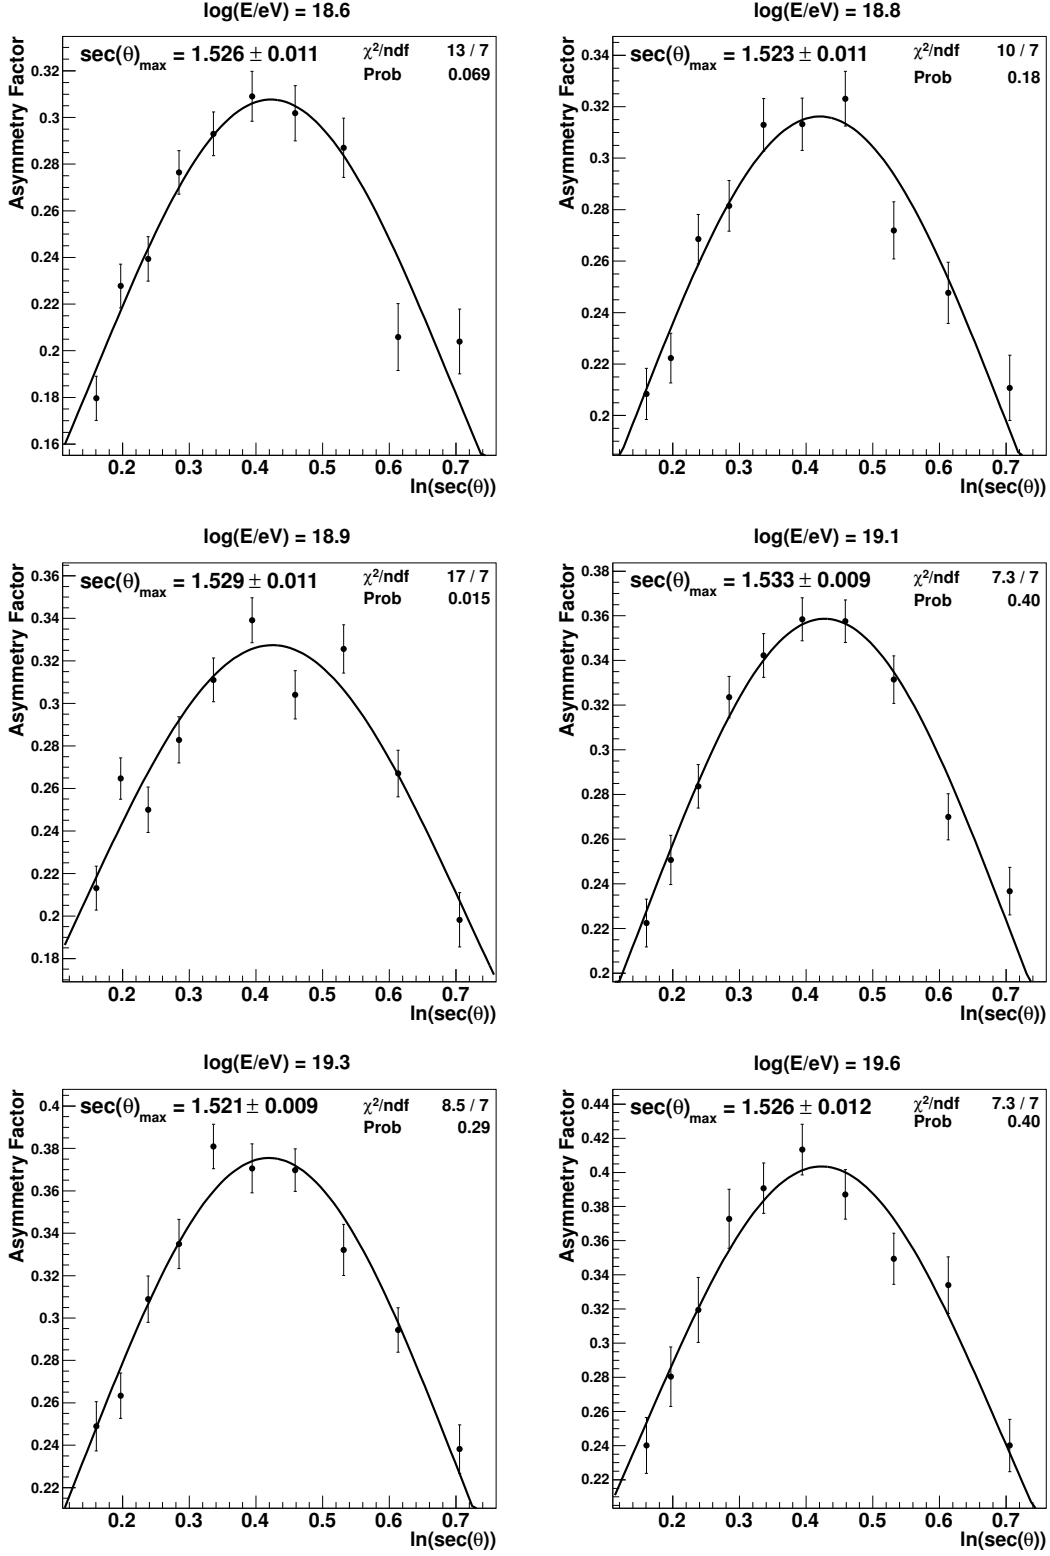 log(E/eV) = 18.6
Asymmetry Factor
sec(θ)max = 1.526 ± 0.011
χ²/ndf 13 / 7
Prob 0.069
0.32
0.3
0.28
0.26
0.24
0.22
0.2
0.18
0.16
0.2 0.3 0.4 0.5 0.6 0.7
ln(sec(θ))
log(E/eV) = 18.8
Asymmetry Factor
sec(θ)max = 1.523 ± 0.011
χ²/ndf 10 / 7
Prob 0.18
0.34
0.32
0.3
0.28
0.26
0.24
0.22
0.2
0.2 0.3 0.4 0.5 0.6 0.7
ln(sec(θ))
log(E/eV) = 18.9
Asymmetry Factor
sec(θ)max = 1.529 ± 0.011
χ²/ndf 17 / 7
Prob 0.015
0.36
0.34
0.32
0.3
0.28
0.26
0.24
0.22
0.2
0.18
0.2 0.3 0.4 0.5 0.6 0.7
ln(sec(θ))
log(E/eV) = 19.1
Asymmetry Factor
sec(θ)max = 1.533 ± 0.009
χ²/ndf 7.3 / 7
Prob 0.40
0.38
0.36
0.34
0.32
0.3
0.28
0.26
0.24
0.22
0.2
0.2 0.3 0.4 0.5 0.6 0.7
ln(sec(θ))
log(E/eV) = 19.3
Asymmetry Factor
sec(θ)max = 1.521 ± 0.009
χ²/ndf 8.5 / 7
Prob 0.29
0.4
0.38
0.36
0.34
0.32
0.3
0.28
0.26
0.24
0.22
0.2 0.3 0.4 0.5 0.6 0.7
ln(sec(θ))
log(E/eV) = 19.6
Asymmetry Factor
sec(θ)max = 1.526 ± 0.012
χ²/ndf 7.3 / 7
Prob 0.40
0.44
0.42
0.4
0.38
0.36
0.34
0.32
0.3
0.28
0.26
0.24
0.22
0.2 0.3 0.4 0.5 0.6 0.7
ln(sec(θ))